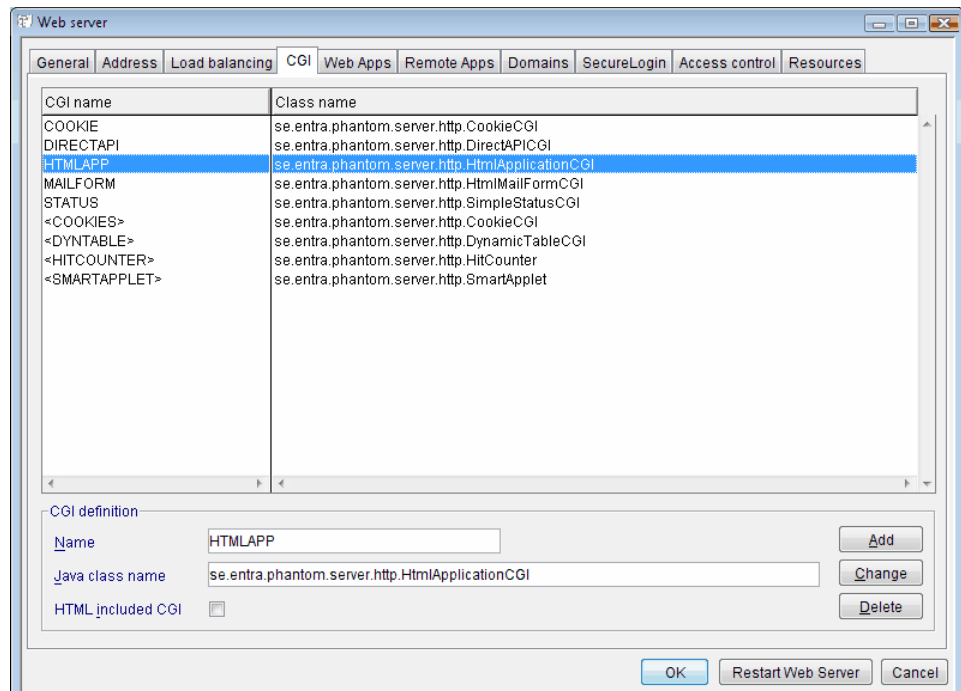 Web server
General Address Load balancing CGI Web Apps Remote Apps Domains SecureLogin Access control Resources
CGI name Class name
COOKIE se.entra.phantom.server.http.CookieCGI
DIRECTAPI se.entra.phantom.server.http.DirectAPICGI
HTMLAPP se.entra.phantom.server.http.HtmlApplicationCGI
MAILFORM se.entra.phantom.server.http.HtmlMailFormCGI
STATUS se.entra.phantom.server.http.SimpleStatusCGI
<COOKIES> se.entra.phantom.server.http.CookieCGI
<DYNTABLE> se.entra.phantom.server.http.DynamicTableCGI
<HITCOUNTER> se.entra.phantom.server.http.HitCounter
<SMARTAPPLET> se.entra.phantom.server.http.SmartApplet
CGI definition
Name HTMLAPP Add
Java class name se.entra.phantom.server.http.HtmlApplicationCGI Change
HTML included CGI Delete
OK Restart Web Server Cancel